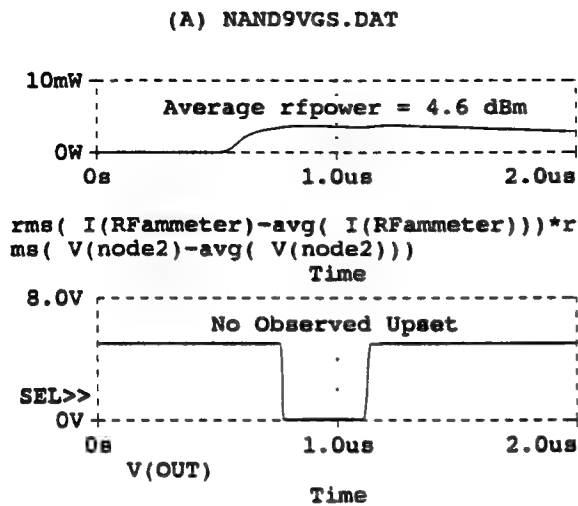 (A) NAND9VGS.DAT
10mW
Average rfpower = 4.6 dBm
0W
0s 1.0us 2.0us
rms( I(RFammeter)-avg( I(RFammeter)))*r
ms( V(node2)-avg( V(node2)))
Time
8.0V
No Observed Upset
SEL>>
0V
0s 1.0us 2.0us
V(OUT)
Time